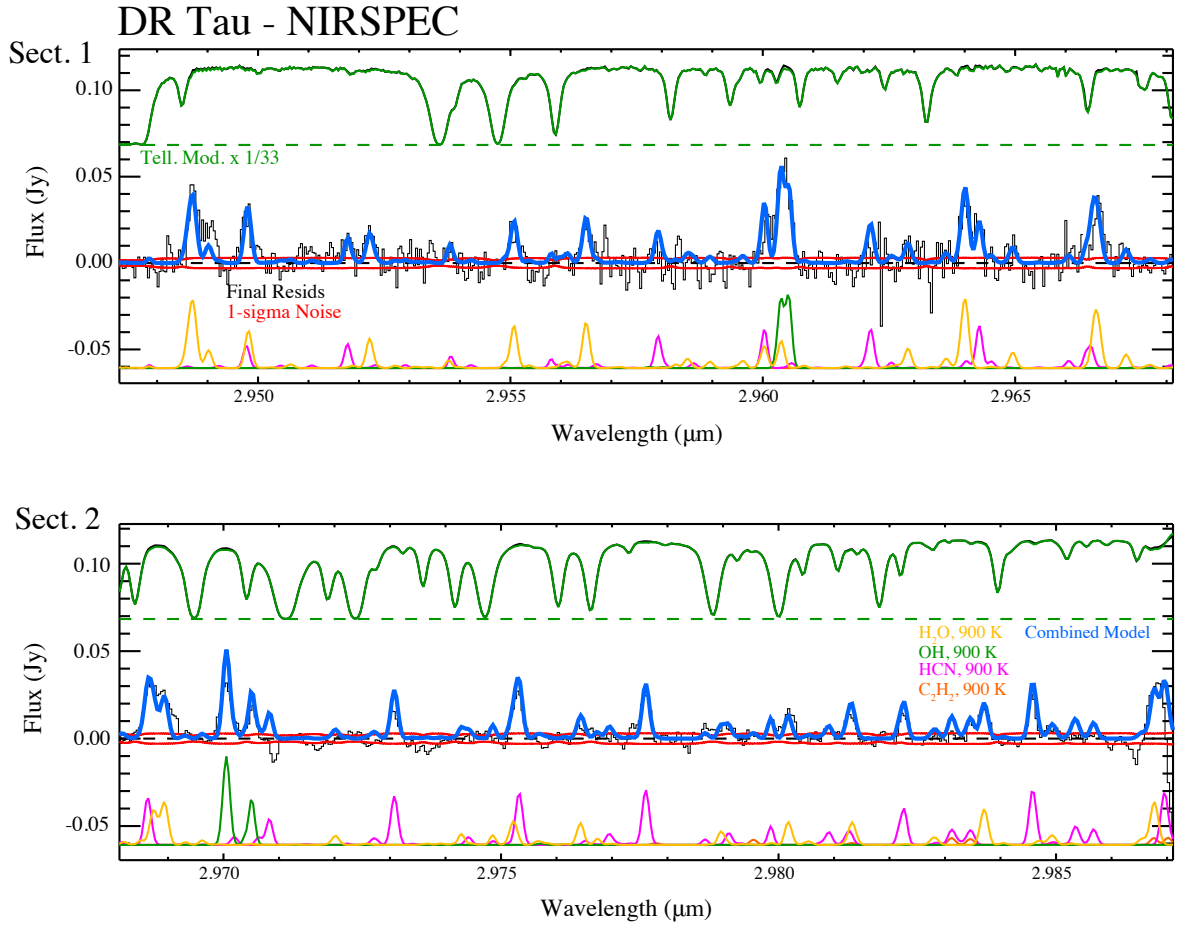 DR Tau - NIRSPEC
Sect. 1
0.10
Tell. Mod. x 1/33
0.05
Flux (Jy)
0.00
Final Resids
1-sigma Noise
-0.05
2.950 2.955 2.960 2.965
Wavelength (μm)
Sect. 2
0.10
H₂O, 900 K Combined Model
0.05
OH, 900 K
HCN, 900 K
C₂H₂, 900 K
Flux (Jy)
0.00
-0.05
2.970 2.975 2.980 2.985
Wavelength (μm)